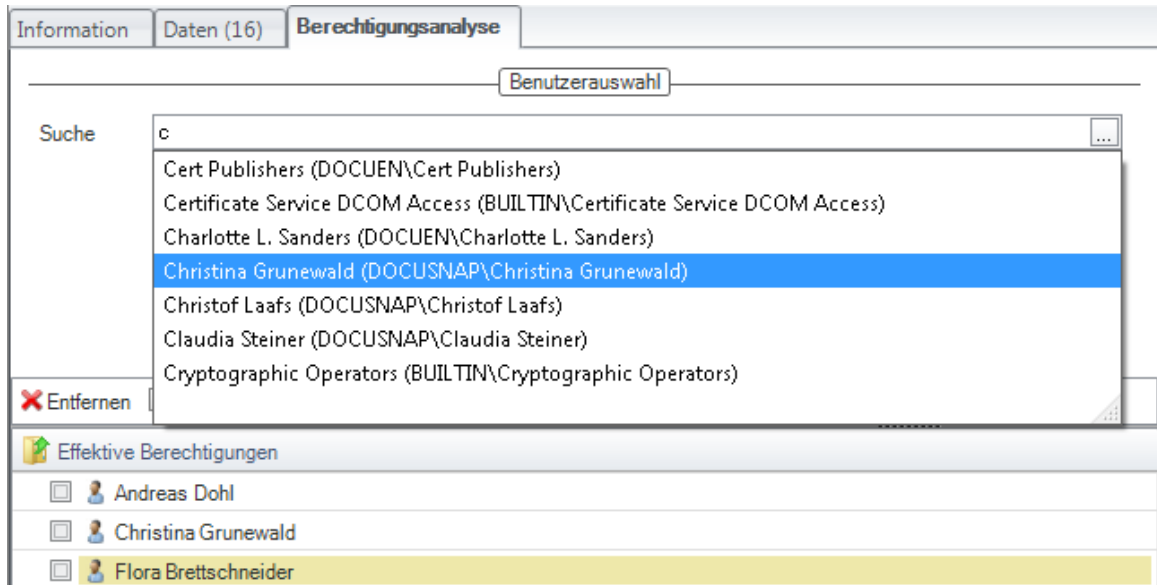 Information Daten (16) Berechtigungsanalyse
Benutzerauswahl
Suche c ...
Cert Publishers (DOCUEN\Cert Publishers)
Certificate Service DCOM Access (BUILTIN\Certificate Service DCOM Access)
Charlotte L. Sanders (DOCUEN\Charlotte L. Sanders)
Christina Grunewald (DOCUSNAP\Christina Grunewald)
Christof Laafs (DOCUSNAP\Christof Laafs)
Claudia Steiner (DOCUSNAP\Claudia Steiner)
Cryptographic Operators (BUILTIN\Cryptographic Operators)
Entfernen
Effektive Berechtigungen
Andreas Dohl
Christina Grunewald
Flora Brettschneider